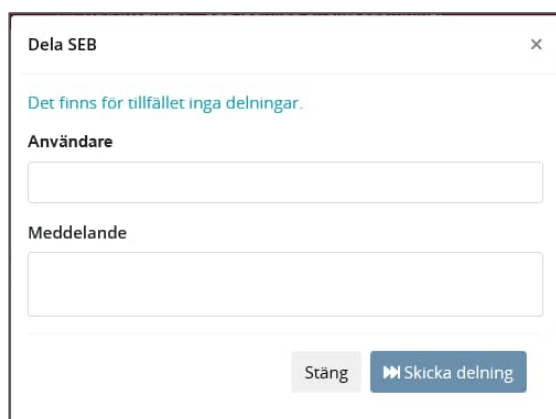 Dela SEB
Det finns för tillfället inga delningar.
Användare
Meddelande
Stäng
Skicka delning